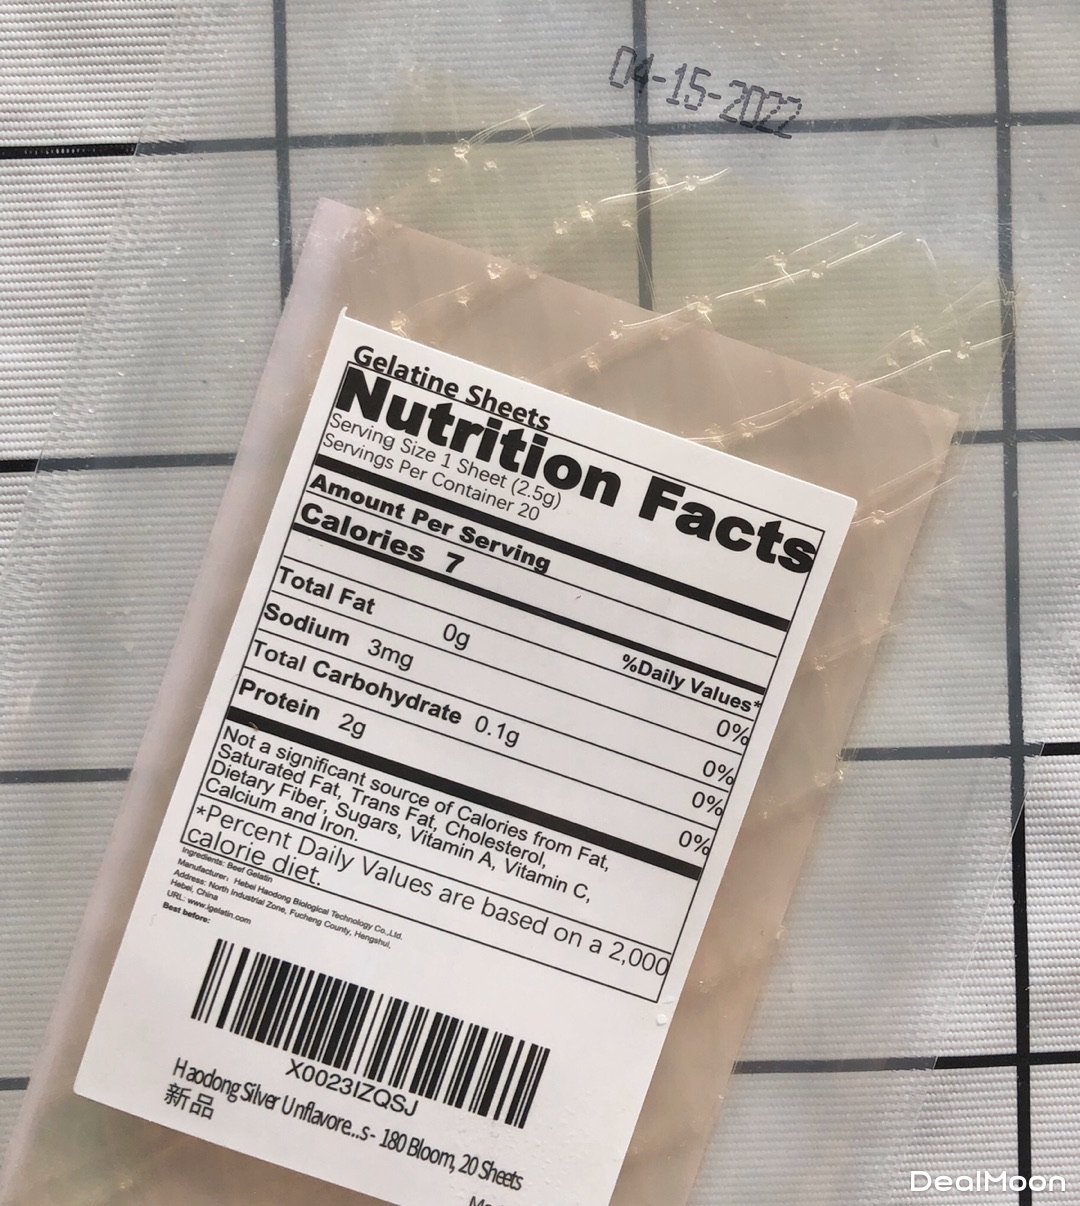 04-15-2022
Gelatine Sheets
Nutrition Facts
Serving Size 1 Sheet (2.5g)
Servings Per Container 20
Amount Per Serving
Calories 7
%Daily Values*
Total Fat 0g 0%
Sodium 3mg 0%
Total Carbohydrate 0.1g 0%
Protein 2g 0%
Not a significant source of Calories from Fat,
Saturated Fat, Trans Fat, Cholesterol,
Dietary Fiber, Sugars, Vitamin A, Vitamin C,
Calcium and Iron.
*Percent Daily Values are based on a 2,000
calorie diet.
Ingredients: Beef Gelatin
Manufacturer: Hebei Haodong Biological Technology Co.,Ltd.
Address: North Industrial Zone, Fucheng County, Hengshui,
Hebei, China
URL: www.igelatin.com
Best before:
X0023IZQSJ
Haodong Silver Unflavore...s - 180 Bloom, 20 Sheets
新品
DealMoon